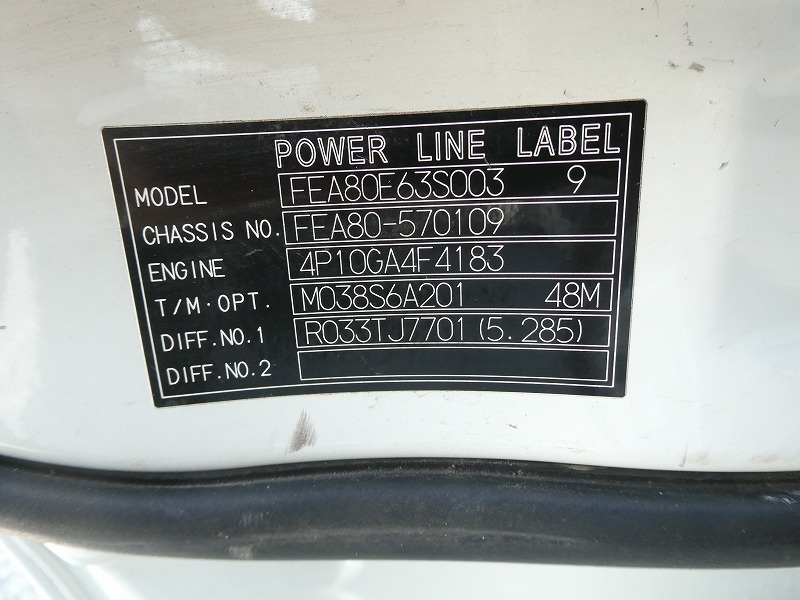 POWER LINE LABEL
MODEL FEA80E63S003 9
CHASSIS NO. FEA80-570109
ENGINE 4P10GA4F4183
T/M·OPT. M038S6A201 48M
DIFF.NO.1 R033TJ7701(5.285)
DIFF.NO.2